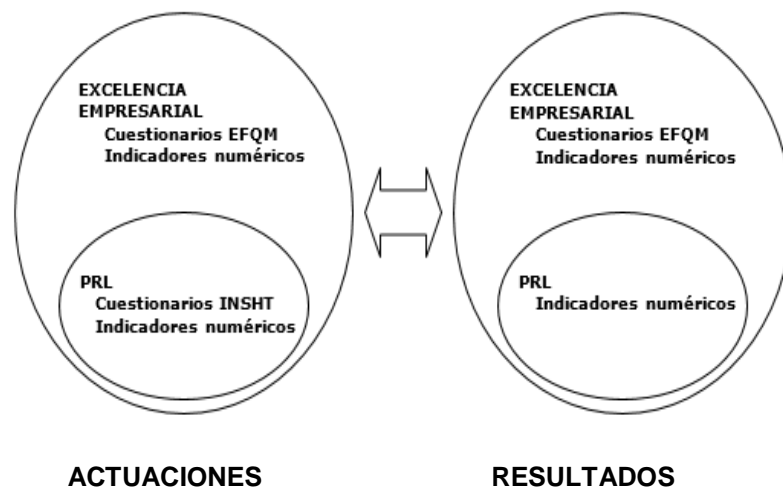 EXCELENCIA
EMPRESARIAL
Cuestionarios EFQM
Indicadores numéricos
PRL
Cuestionarios INSHT
Indicadores numéricos
ACTUACIONES
EXCELENCIA
EMPRESARIAL
Cuestionarios EFQM
Indicadores numéricos
PRL
Indicadores numéricos
RESULTADOS